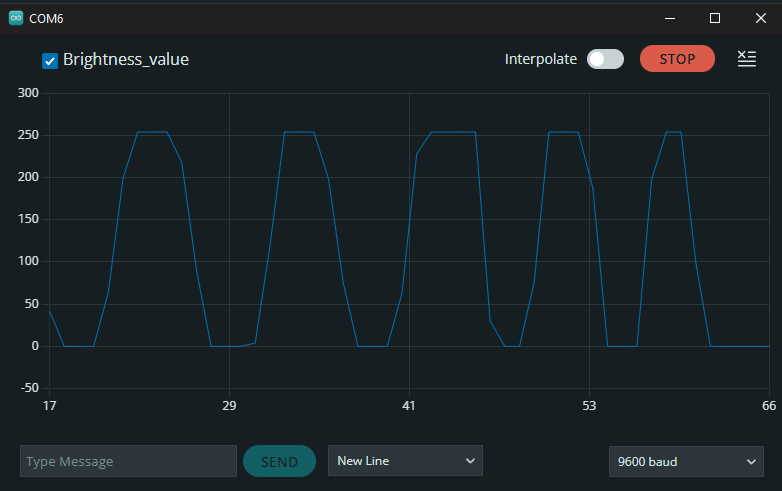 COM6
Brightness_value
Interpolate
STOP
300
250
200
150
100
50
0
-50
17 29 41 53 66
Type Message
SEND
New Line
9600 baud